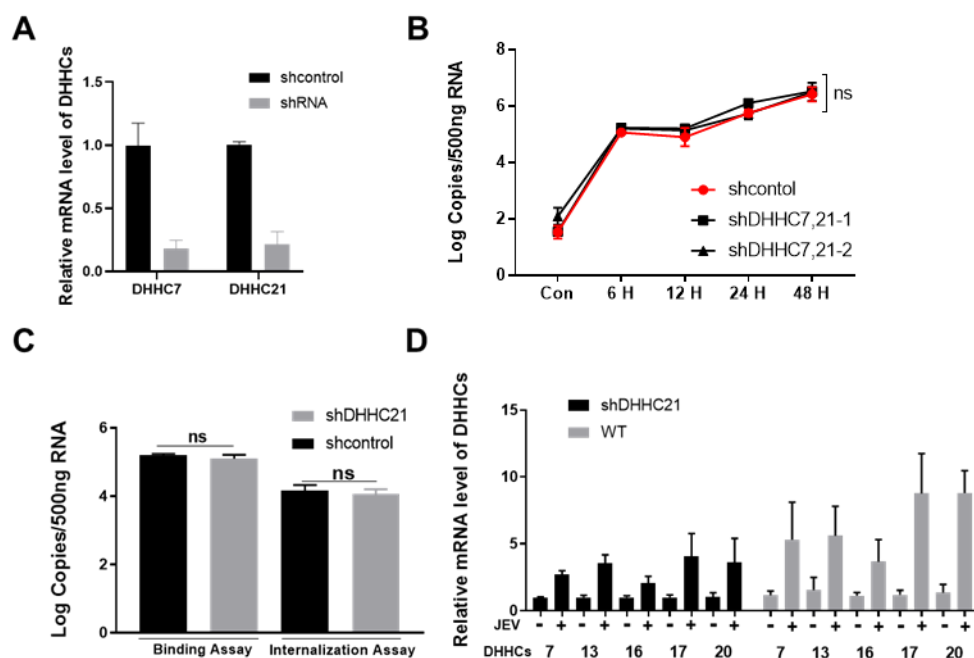 A
Relative mRNA level of DHHCs
shcontrol
shRNA
1.5
1.0
0.5
0.0
DHHC7 DHHC21
B
Log Copies/500ng RNA
8
6
4
2
0
ns
shcontol
shDHHC7,21-1
shDHHC7,21-2
Con 6 H 12 H 24 H 48 H
C
Log Copies/500ng RNA
shDHHC21
shcontrol
6
4
2
0
ns
ns
Binding Assay Internalization Assay
D
Relative mRNA level of DHHCs
shDHHC21
WT
15
10
5
0
JEV - + - + - + - + - + - + - + - + - + - +
DHHCs 7 13 16 17 20 7 13 16 17 20